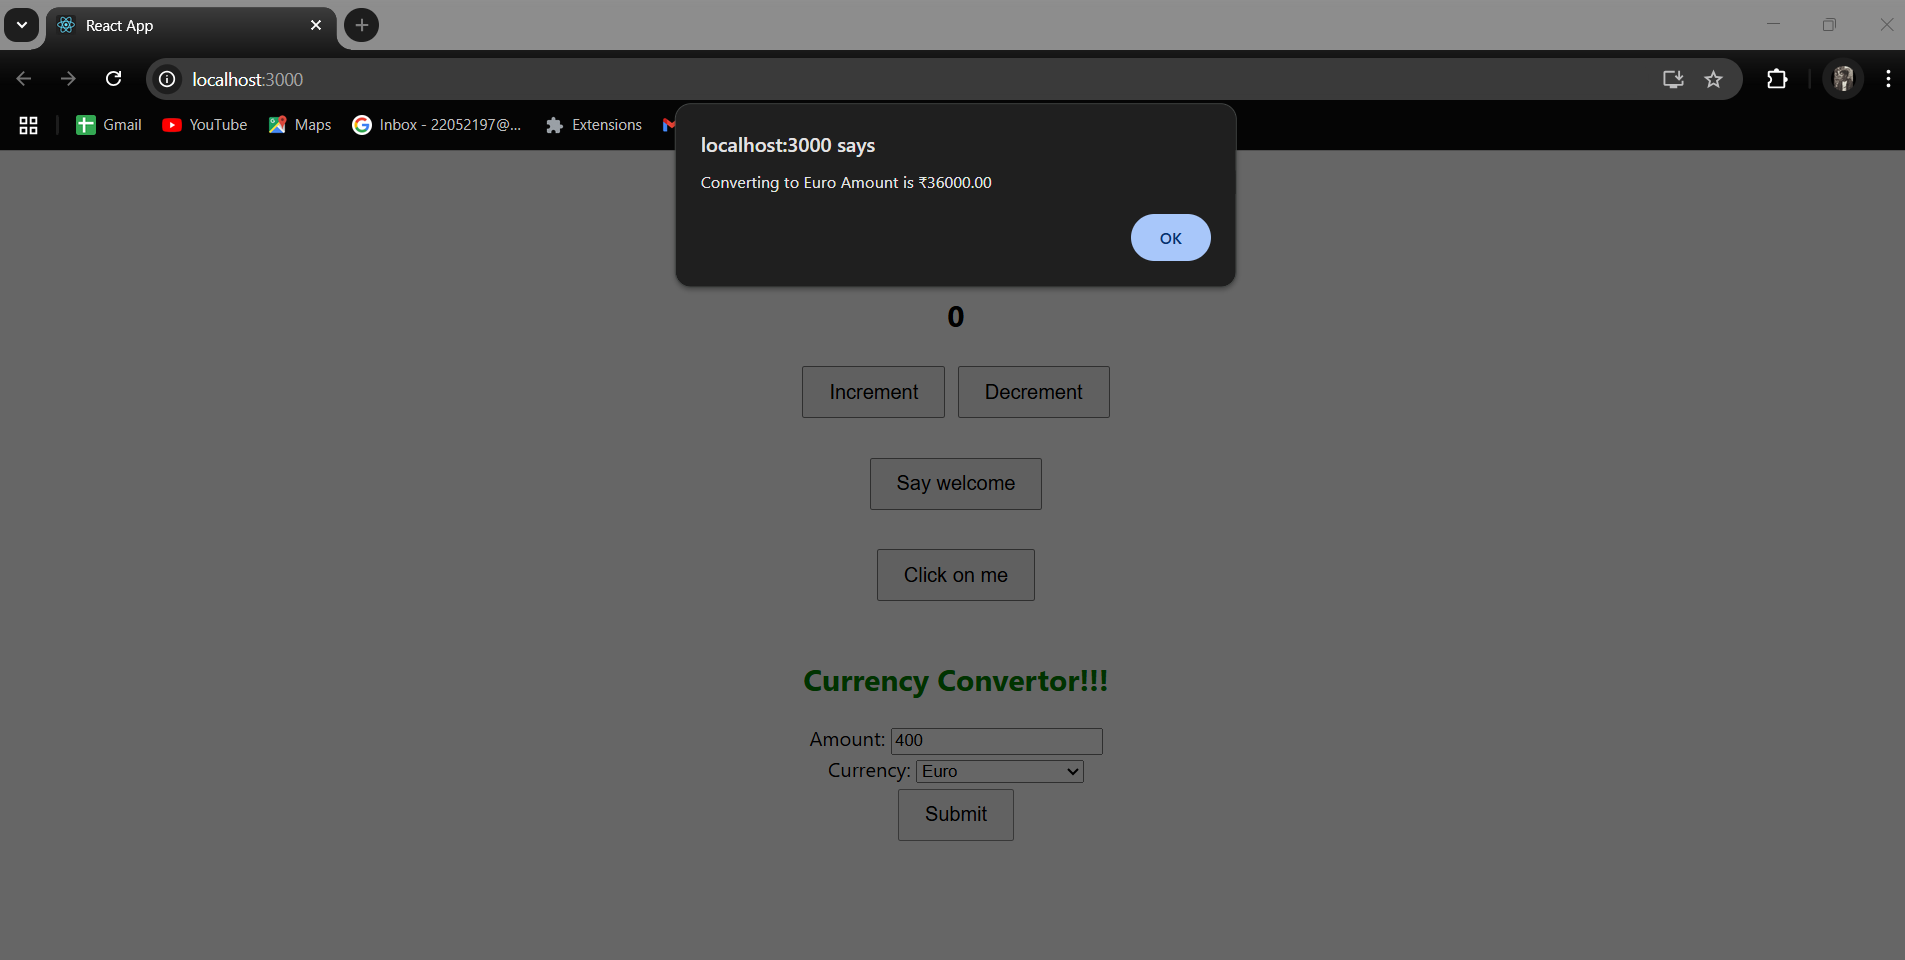 React App
localhost:3000
Gmail YouTube Maps Inbox - 22052197@... Extensions
localhost:3000 says
Converting to Euro Amount is ₹36000.00
OK
0
Increment Decrement
Say welcome
Click on me
Currency Convertor!!!
Amount: 400
Currency: Euro
Submit